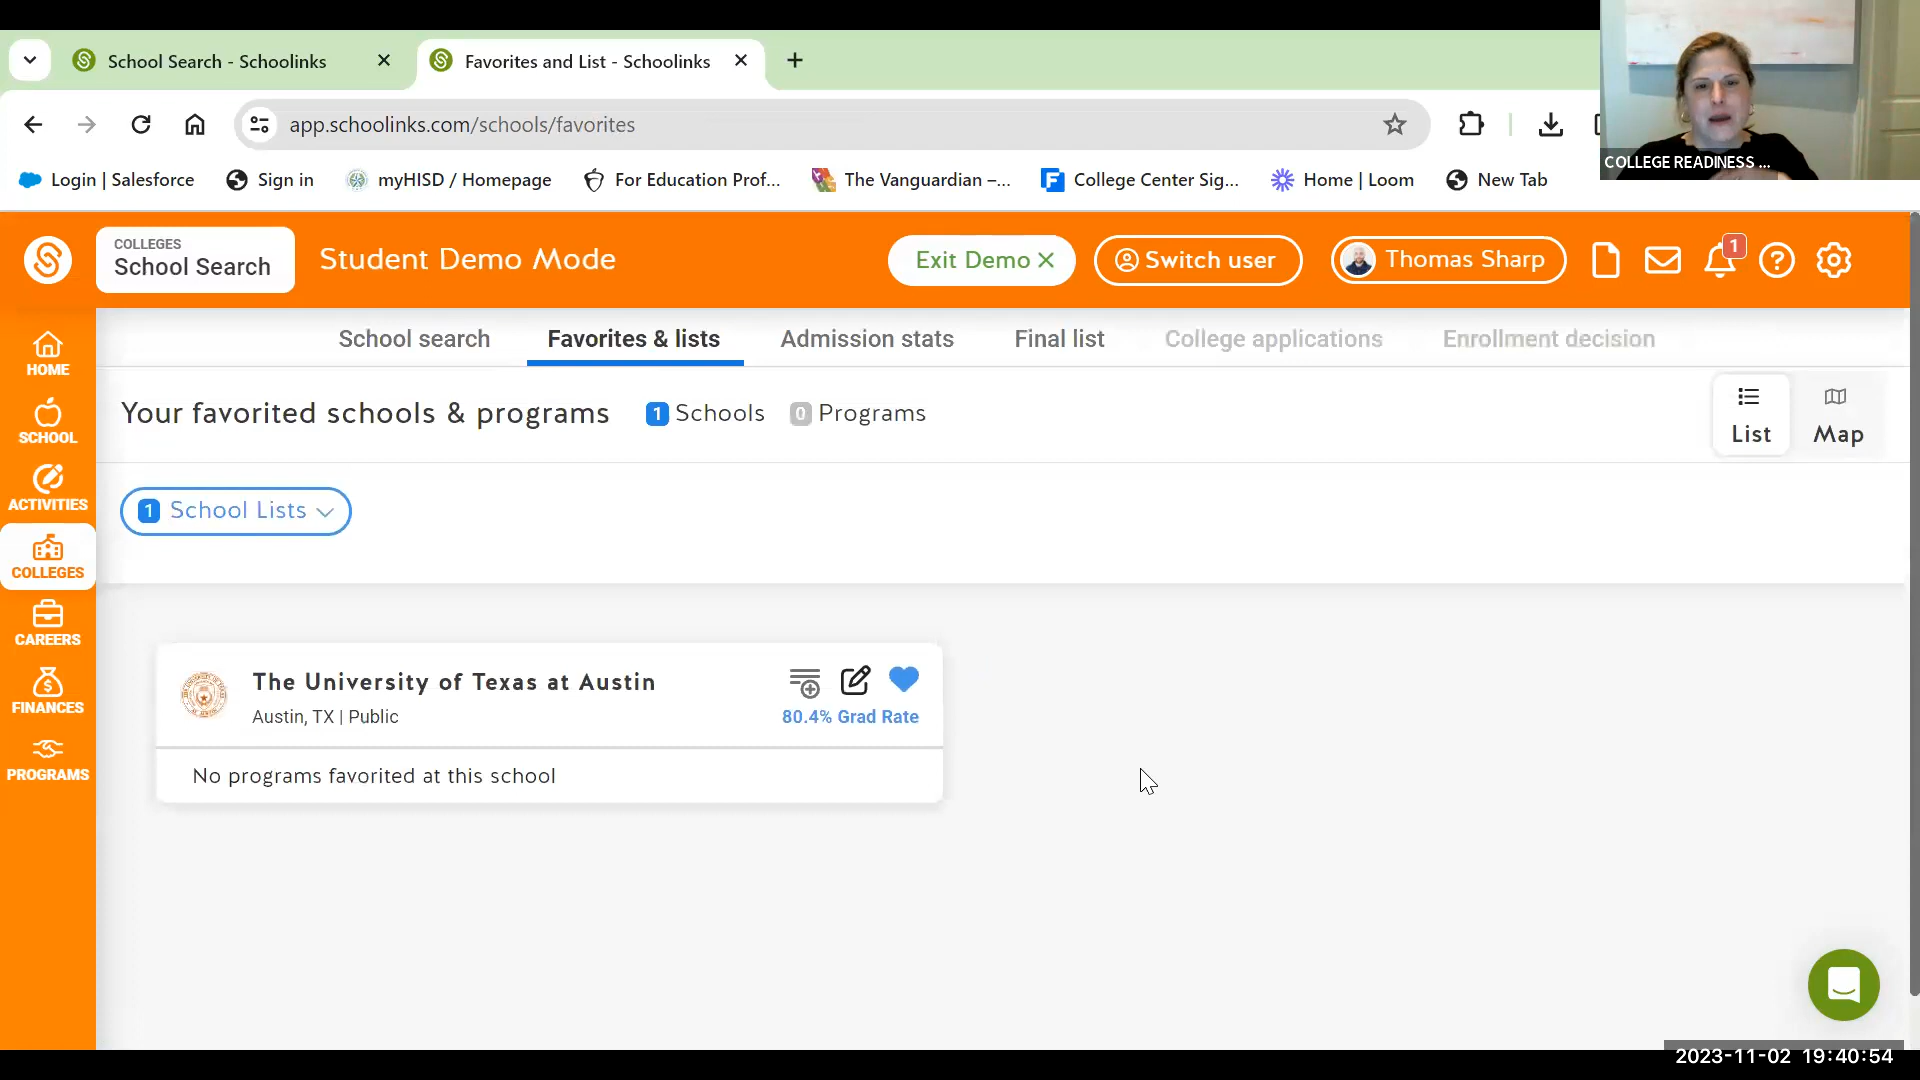 School Search - Schoolinks
Favorites and List - Schoolinks
app.schoolinks.com/schools/favorites
Login | Salesforce
Sign in
myHISD / Homepage
For Education Prof...
The Vanguardian –...
College Center Sig...
Home | Loom
New Tab
COLLEGE READINESS ...
COLLEGES
School Search
Student Demo Mode
Exit Demo
Switch user
Thomas Sharp
1
HOME
SCHOOL
ACTIVITIES
COLLEGES
CAREERS
FINANCES
PROGRAMS
School search
Favorites & lists
Admission stats
Final list
College applications
Enrollment decision
Your favorited schools & programs
1 Schools
0 Programs
List
Map
1 School Lists
The University of Texas at Austin
Austin, TX | Public
80.4% Grad Rate
No programs favorited at this school
2023-11-02 19:40:54